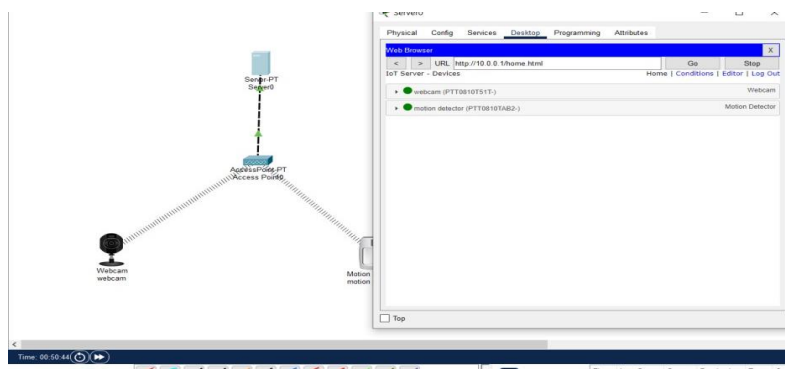 Server0
Physical Config Services Desktop Programming Attributes
Web Browser X
< > URL http://10.0.0.1/home.html Go Stop
IoT Server - Devices Home | Conditions | Editor | Log Out
webcam (PTT0810T51T-) Webcam
motion detector (PTT0810TAB2-) Motion Detector
Server-PT
Server0
AccessPoint-PT
Access Point0
Webcam
webcam
Motion
motion
Top
Time: 00:50:44